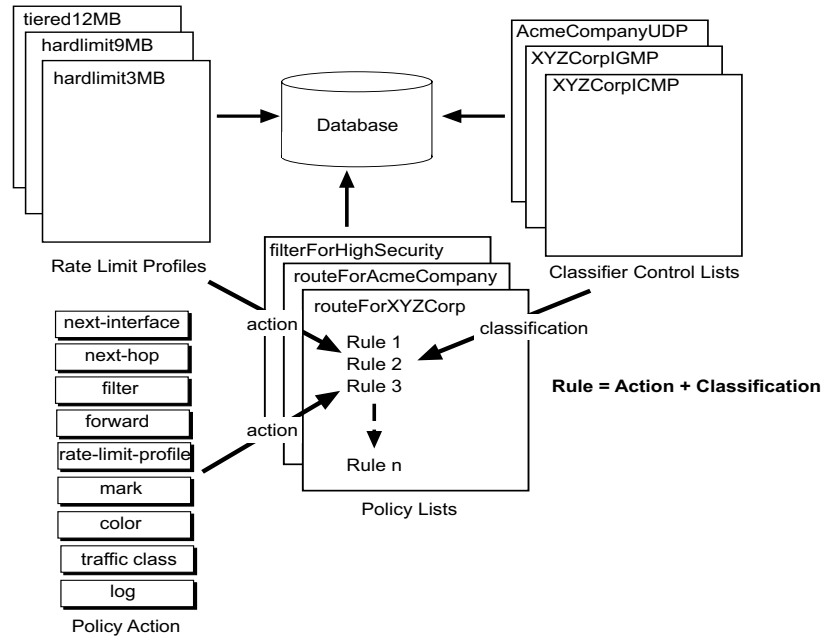 tiered12MB
hardlimit9MB
hardlimit3MB
Rate Limit Profiles
Database
AcmeCompanyUDP
XYZCorpIGMP
XYZCorpICMP
Classifier Control Lists
filterForHighSecurity
routeForAcmeCompany
routeForXYZCorp
action
classification
Rule 1
Rule 2
Rule 3
Rule n
action
Policy Lists
Rule = Action + Classification
next-interface
next-hop
filter
forward
rate-limit-profile
mark
color
traffic class
log
Policy Action